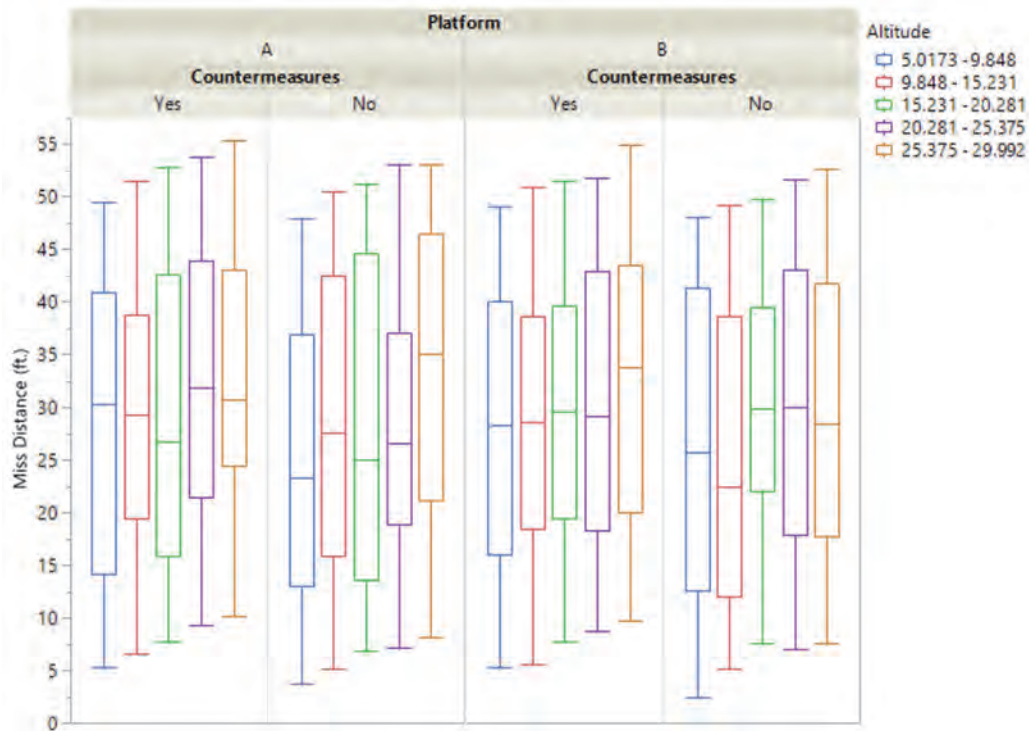 Platform
A B
Countermeasures Countermeasures
Yes No Yes No
Altitude
5.0173 -9.848
9.848 - 15.231
15.231 - 20.281
20.281 - 25.375
25.375 - 29.992
Miss Distance (ft.)
55
50
45
40
35
30
25
20
15
10
5
0